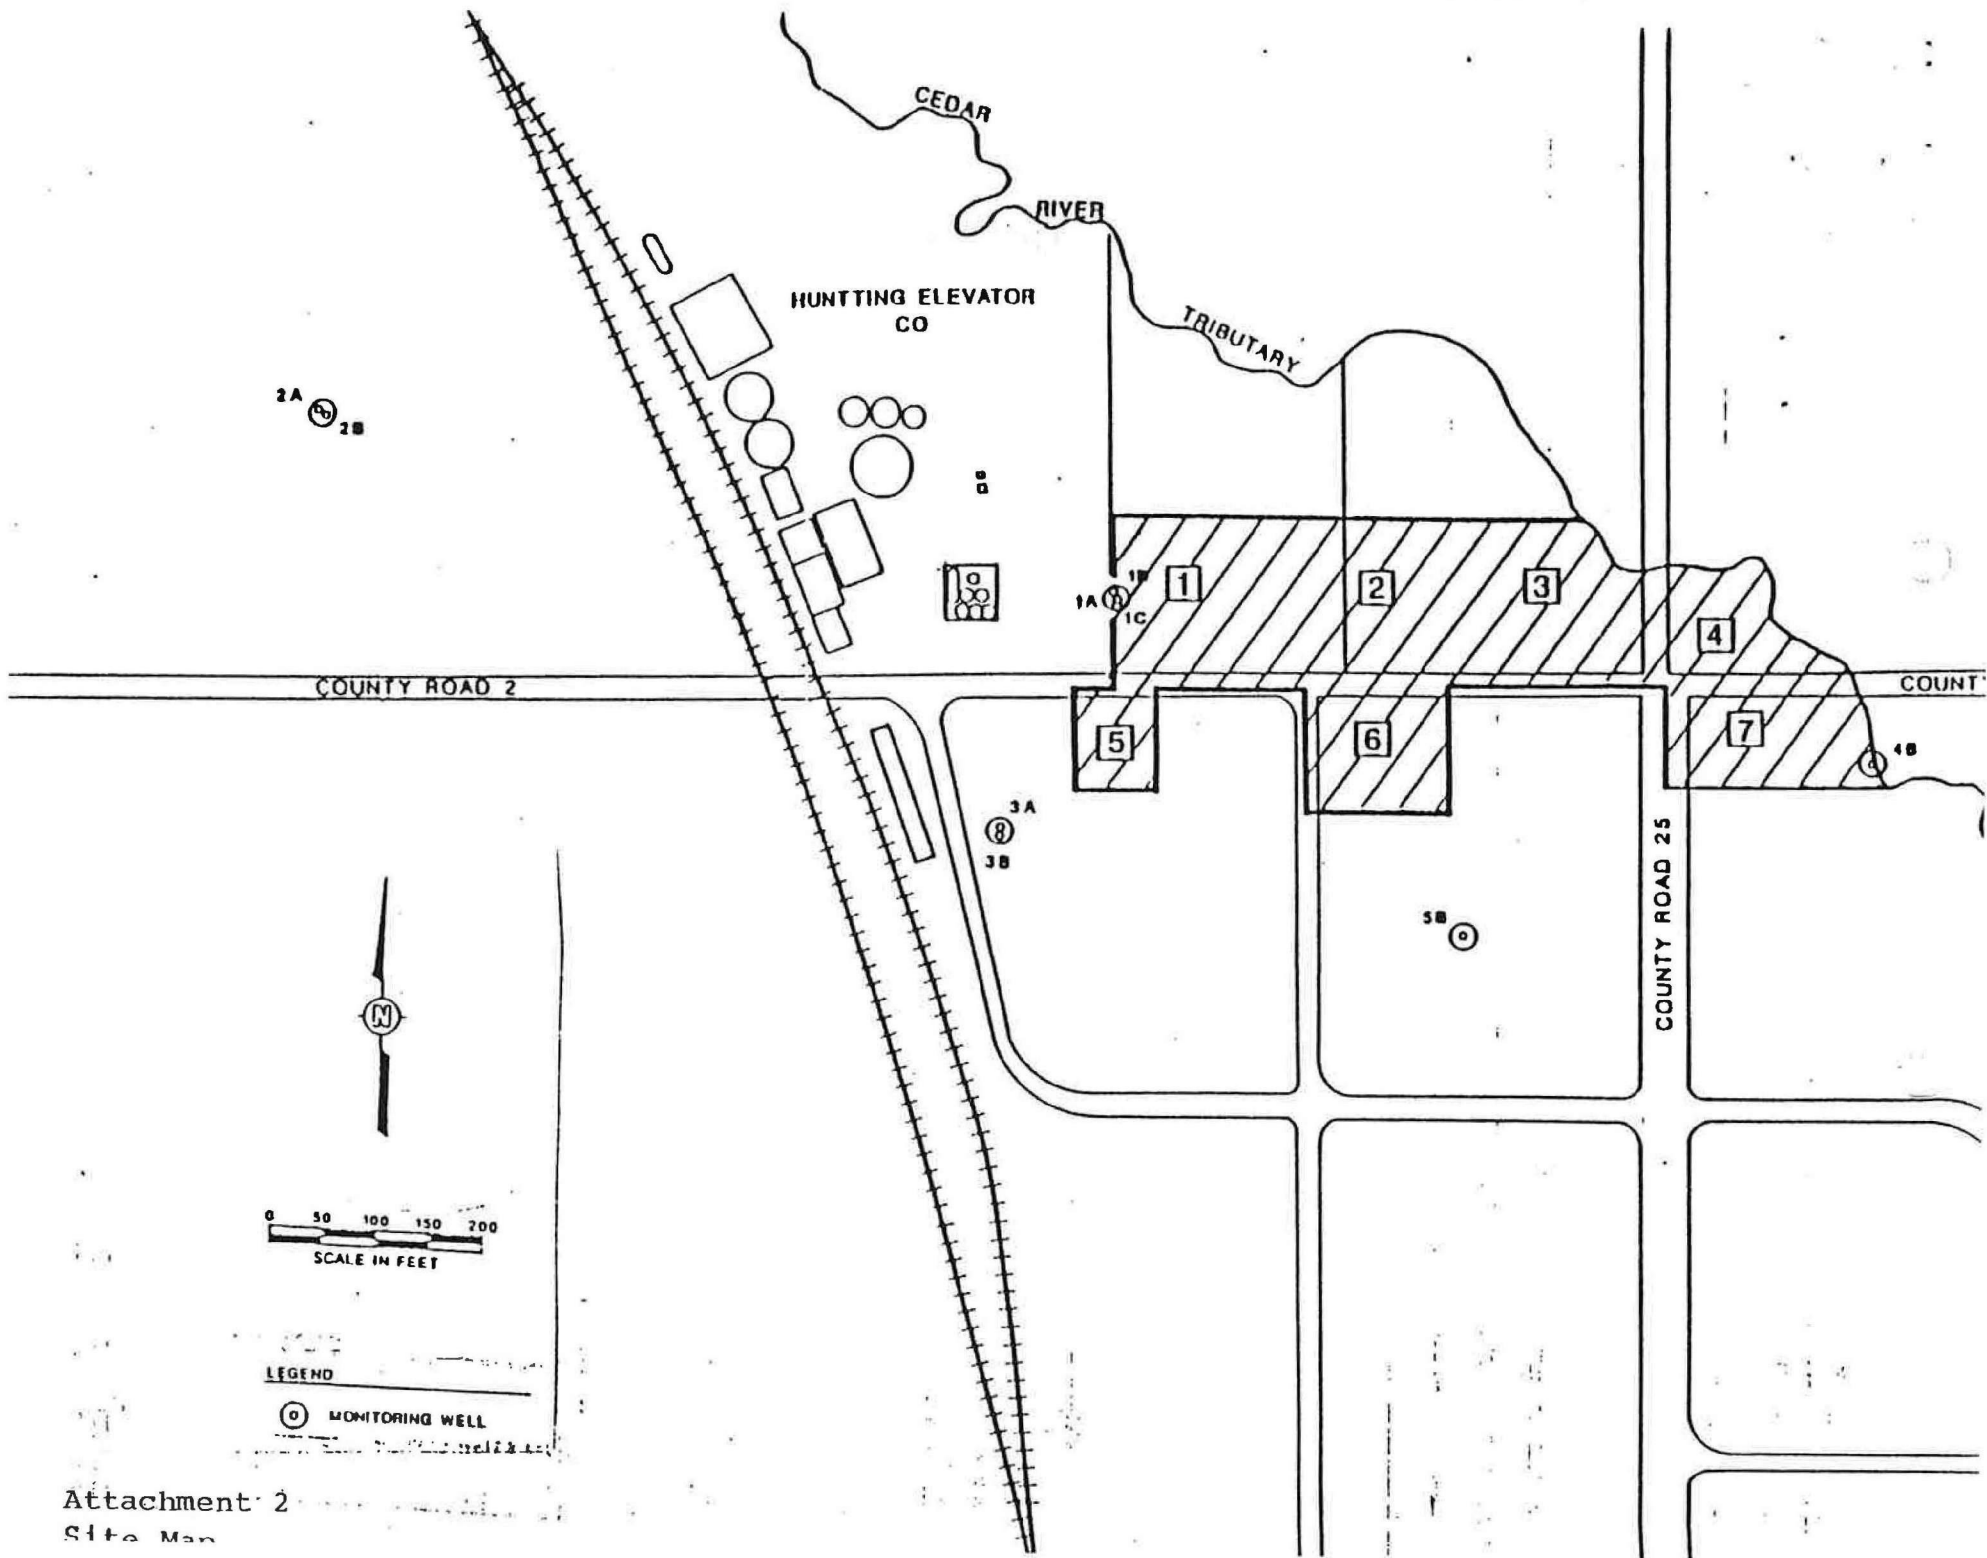 CEDAR
RIVER
TRIBUTARY
HUNTTING ELEVATOR
CO
2A
2B
1B
1A
1C
1
2
3
4
COUNTY ROAD 2
COUNT
5
6
7
4B
3A
3B
5B
COUNTY ROAD 25
N
0 50 100 150 200
SCALE IN FEET
LEGEND
MONITORING WELL
Attachment 2
Site Map